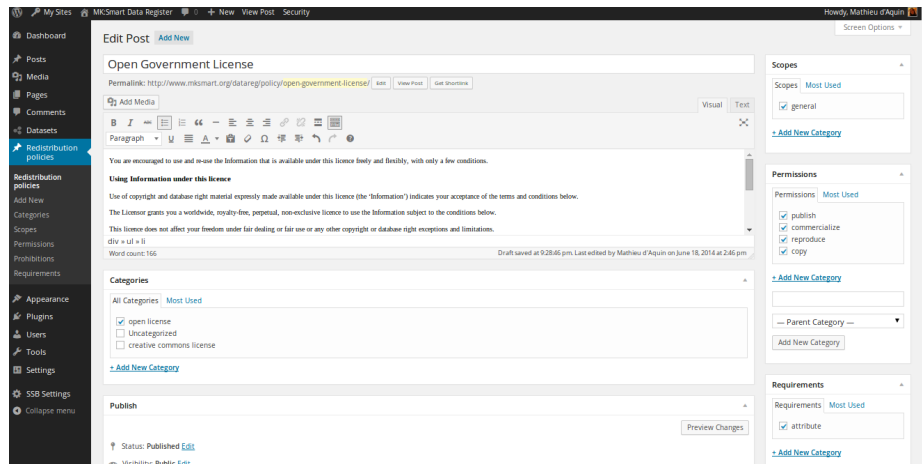 My Sites MK:Smart Data Register 0 + New View Post Security Howdy, Mathieu d'Aquin
Dashboard
Posts
Media
Pages
Comments
Datasets
Redistribution
policies
Redistribution
policies
Add New
Categories
Scopes
Permissions
Prohibitions
Requirements
Appearance
Plugins
Users
Tools
Settings
SSB Settings
Collapse menu
Screen Options
Edit Post Add New
Open Government License
Permalink: http://www.mksmart.org/datareg/policy/open-government-license/ Edit View Post Get Shortlink
Add Media
Visual Text
Paragraph
You are encouraged to use and re-use the Information that is available under this licence freely and flexibly, with only a few conditions.
Using Information under this licence
Use of copyright and database right material expressly made available under this licence (the 'Information') indicates your acceptance of the terms and conditions below.
The Licensor grants you a worldwide, royalty-free, perpetual, non-exclusive licence to use the Information subject to the conditions below.
This licence does not affect your freedom under fair dealing or fair use or any other copyright or database right exceptions and limitations.
div » ul » li
Word count: 166 Draft saved at 9:28:46 pm. Last edited by Mathieu d'Aquin on June 18, 2014 at 2:46 pm
Categories
All Categories Most Used
open license
Uncategorized
creative commons license
+ Add New Category
Publish
Preview Changes
Status: Published Edit
Visibility: Public Edit
Scopes
Scopes Most Used
general
+ Add New Category
Permissions
Permissions Most Used
publish
commercialize
reproduce
copy
+ Add New Category
— Parent Category —
Add New Category
Requirements
Requirements Most Used
attribute
+ Add New Category